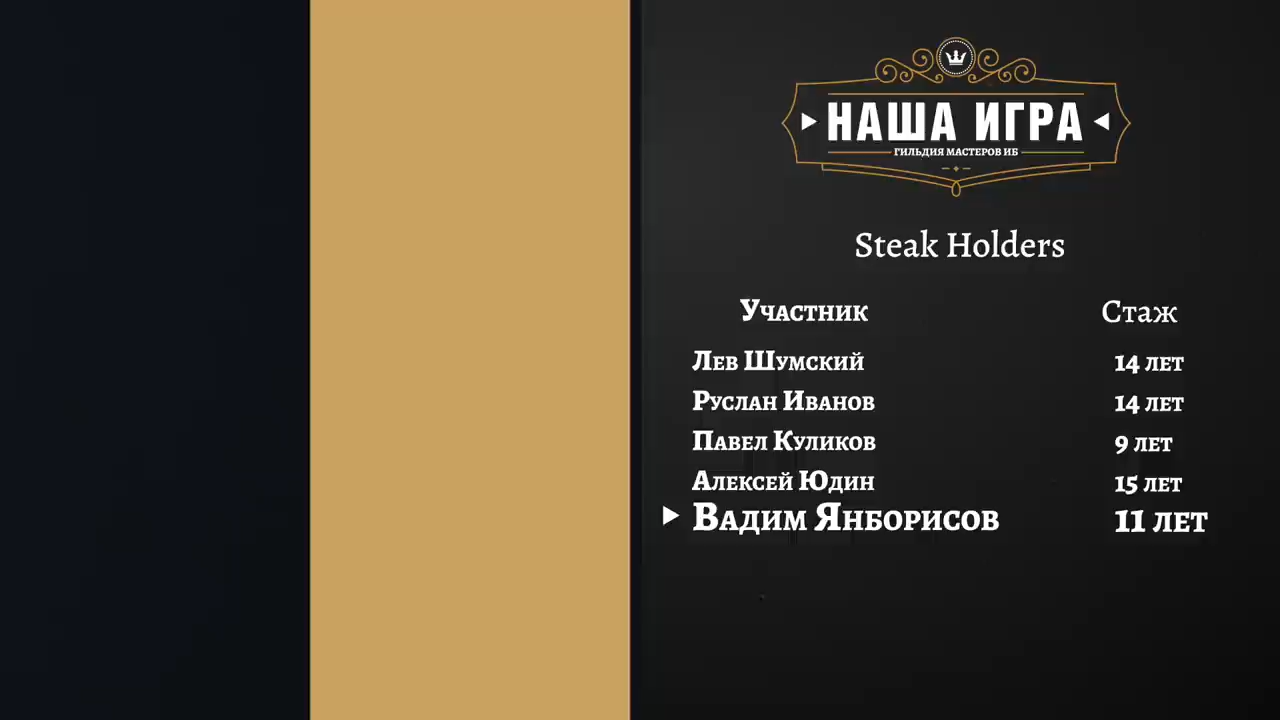 НАША ИГРА
ГИЛЬДИЯ МАСТЕРОВ ИБ
Steak Holders
Участник Стаж
Лев Шумский 14 лет
Руслан Иванов 14 лет
Павел Куликов 9 лет
Алексей Юдин 15 лет
Вадим Янборисов 11 лет